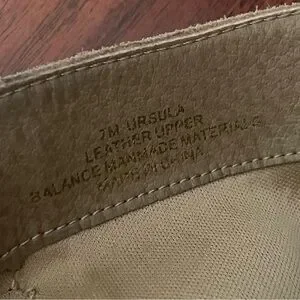 7M URSULA
LEATHER UPPER
BALANCE MANMADE MATERIALS
MADE IN CHINA